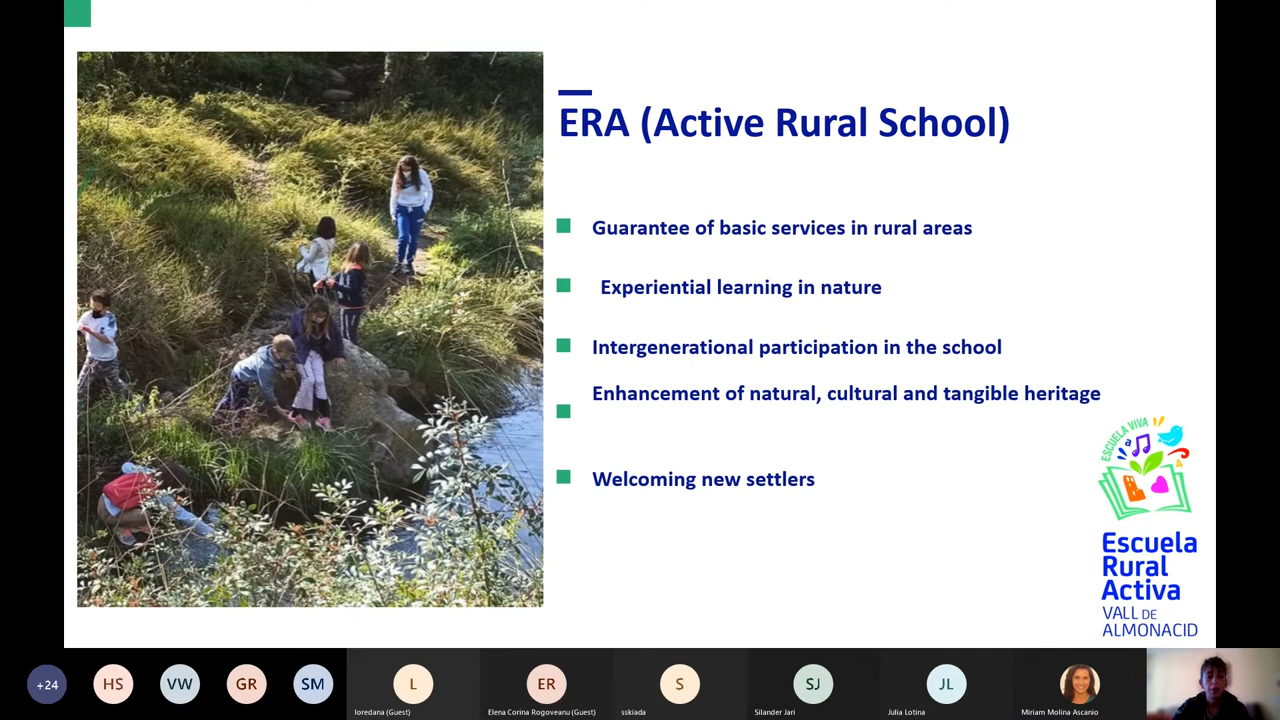 ERA (Active Rural School)
Guarantee of basic services in rural areas
Experiential learning in nature
Intergenerational participation in the school
Enhancement of natural, cultural and tangible heritage
Welcoming new settlers
ESCUELA VIVA
Escuela
Rural
Activa
VALL DE
ALMONACID
+24
HS
VW
GR
SM
L
ER
S
SJ
JL
loredana (Guest)
Elena Corina Rogoveanu (Guest)
sskiada
Silander Jari
Julia Lotina
Miriam Molina Ascanio